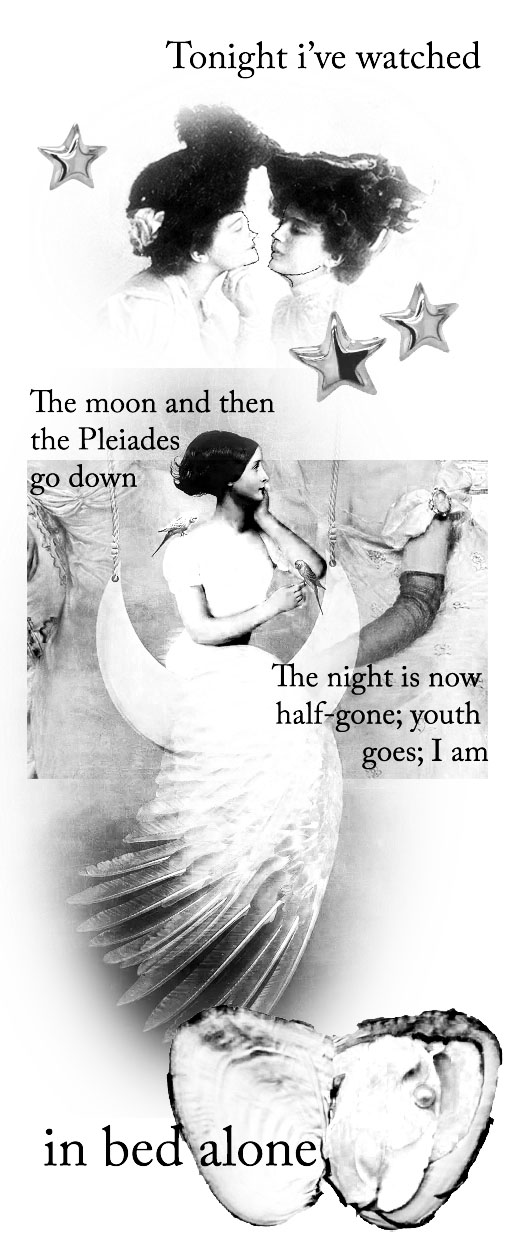 Tonight i’ve watched
The moon and then
the Pleiades
go down
The night is now
half-gone; youth
goes; I am
in bed alone